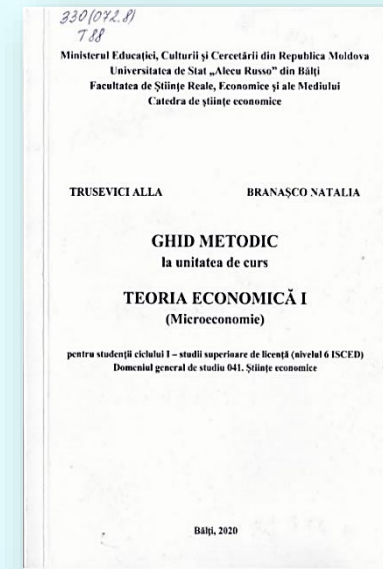 330(072.8)
T88
Ministerul Educației, Culturii și Cercetării din Republica Moldova
Universitatea de Stat „Alecu Russo” din Bălți
Facultatea de Științe Reale, Economice și ale Mediului
Catedra de științe economice
TRUSEVICI ALLA BRANAȘCO NATALIA
GHID METODIC
la unitatea de curs
TEORIA ECONOMICĂ I
(Microeconomie)
pentru studenții ciclului I – studii superioare de licență (nivelul 6 ISCED)
Domeniul general de studiu 041. Științe economice
Bălți, 2020